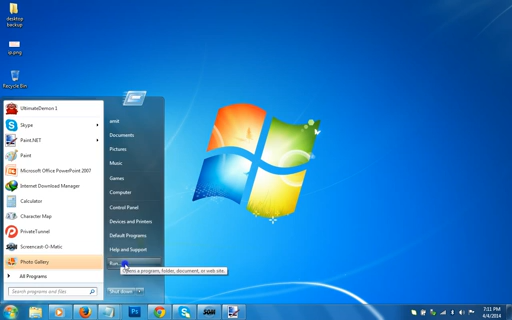 desktop
backup
ip.png
Recycle Bin
UltimateDemon 1
Skype
Paint.NET
Paint
Microsoft Office PowerPoint 2007
Internet Download Manager
Calculator
Character Map
PrivateTunnel
Screencast-O-Matic
Photo Gallery
All Programs
Search programs and files
amit
Documents
Pictures
Music
Games
Computer
Control Panel
Devices and Printers
Default Programs
Help and Support
Run...
Opens a program, folder, document, or web site.
Shut down
Ps
SOM
7:11 PM
4/4/2014